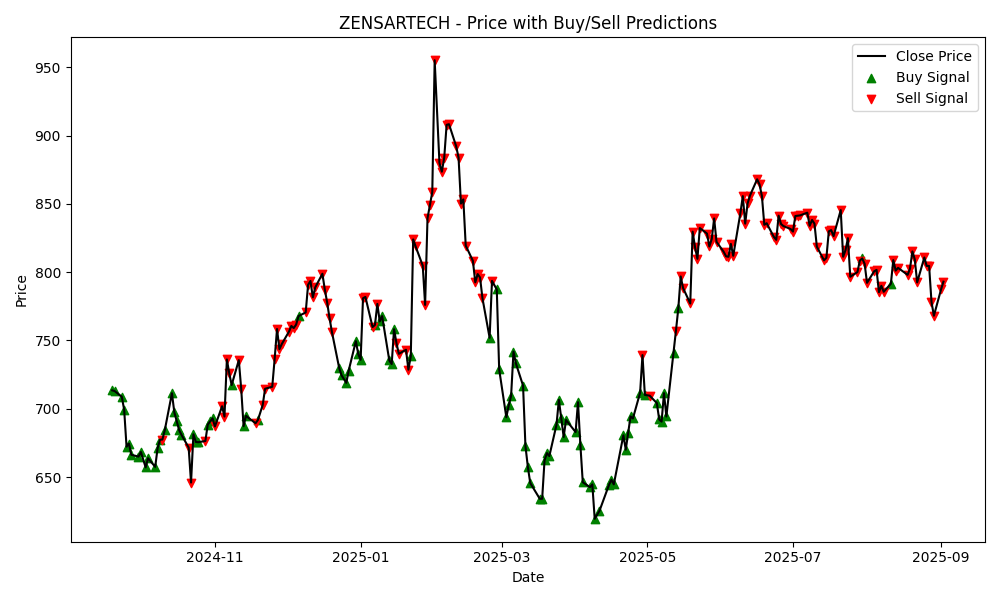 ZENSARTECH - Price with Buy/Sell Predictions
Close Price
Buy Signal
Sell Signal
Price
950
900
850
800
750
700
650
2024-11
2025-01
2025-03
2025-05
2025-07
2025-09
Date